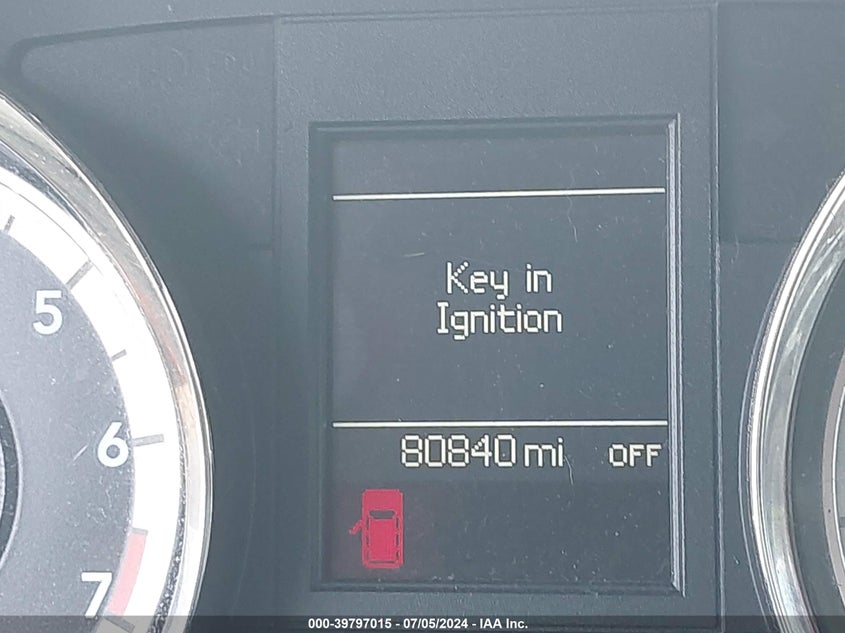 Key in
Ignition
80840 mi OFF
5
6
7
000-39797015 - 07/05/2024 - IAA Inc.